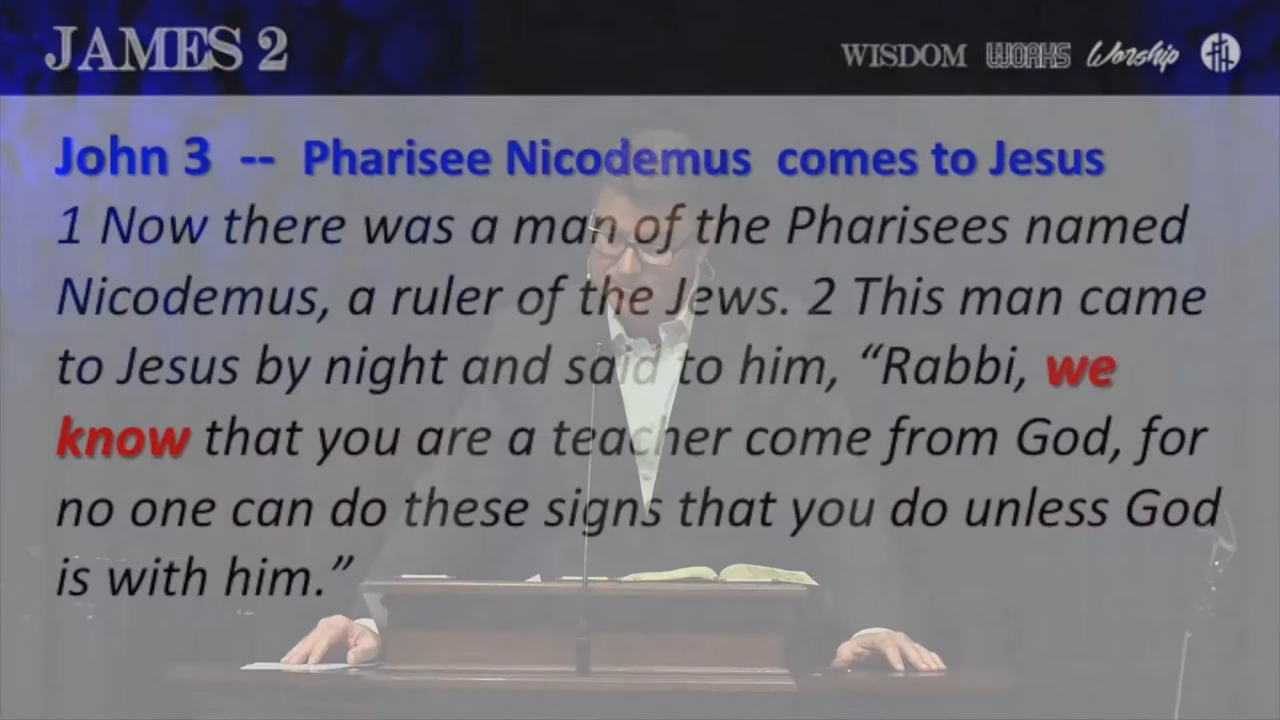 JAMES 2
WISDOM WORKS Worship
John 3 -- Pharisee Nicodemus comes to Jesus
1 Now there was a man of the Pharisees named
Nicodemus, a ruler of the Jews. 2 This man came
to Jesus by night and said to him, “Rabbi, we
know that you are a teacher come from God, for
no one can do these signs that you do unless God
is with him.”